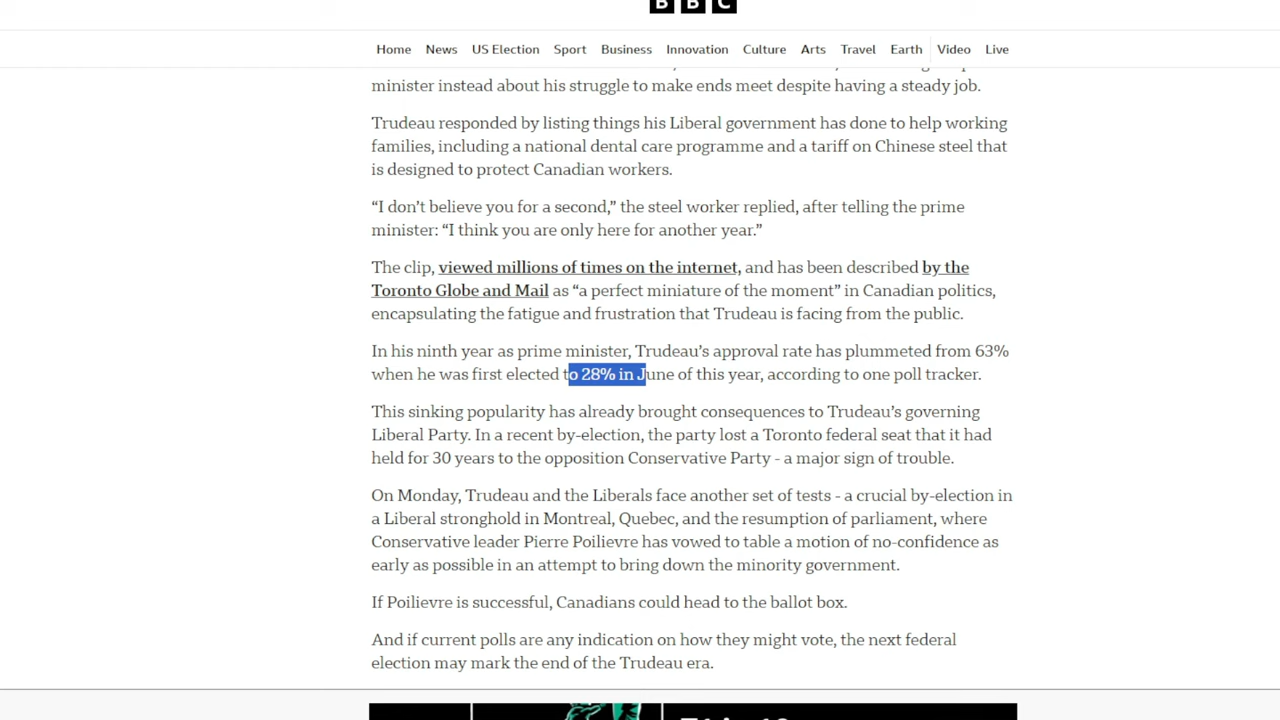 BBC
Home News US Election Sport Business Innovation Culture Arts Travel Earth Video Live
minister instead about his struggle to make ends meet despite having a steady job.
Trudeau responded by listing things his Liberal government has done to help working
families, including a national dental care programme and a tariff on Chinese steel that
is designed to protect Canadian workers.
“I don’t believe you for a second,” the steel worker replied, after telling the prime
minister: “I think you are only here for another year.”
The clip, viewed millions of times on the internet, and has been described by the
Toronto Globe and Mail as “a perfect miniature of the moment” in Canadian politics,
encapsulating the fatigue and frustration that Trudeau is facing from the public.
In his ninth year as prime minister, Trudeau’s approval rate has plummeted from 63%
when he was first elected to 28% in June of this year, according to one poll tracker.
This sinking popularity has already brought consequences to Trudeau’s governing
Liberal Party. In a recent by-election, the party lost a Toronto federal seat that it had
held for 30 years to the opposition Conservative Party - a major sign of trouble.
On Monday, Trudeau and the Liberals face another set of tests - a crucial by-election in
a Liberal stronghold in Montreal, Quebec, and the resumption of parliament, where
Conservative leader Pierre Poilievre has vowed to table a motion of no-confidence as
early as possible in an attempt to bring down the minority government.
If Poilievre is successful, Canadians could head to the ballot box.
And if current polls are any indication on how they might vote, the next federal
election may mark the end of the Trudeau era.